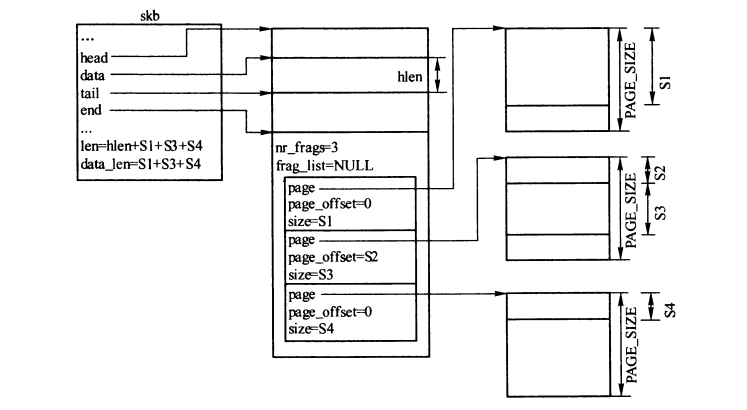 skb
...
head
data
tail
end
...
len=hlen+S1+S3+S4
data_len=S1+S3+S4
hlen
nr_frags=3
frag_list=NULL
page
page_offset=0
size=S1
page
page_offset=S2
size=S3
page
page_offset=0
size=S4
PAGE_SIZE
S1
PAGE_SIZE
S2
S3
PAGE_SIZE
S4